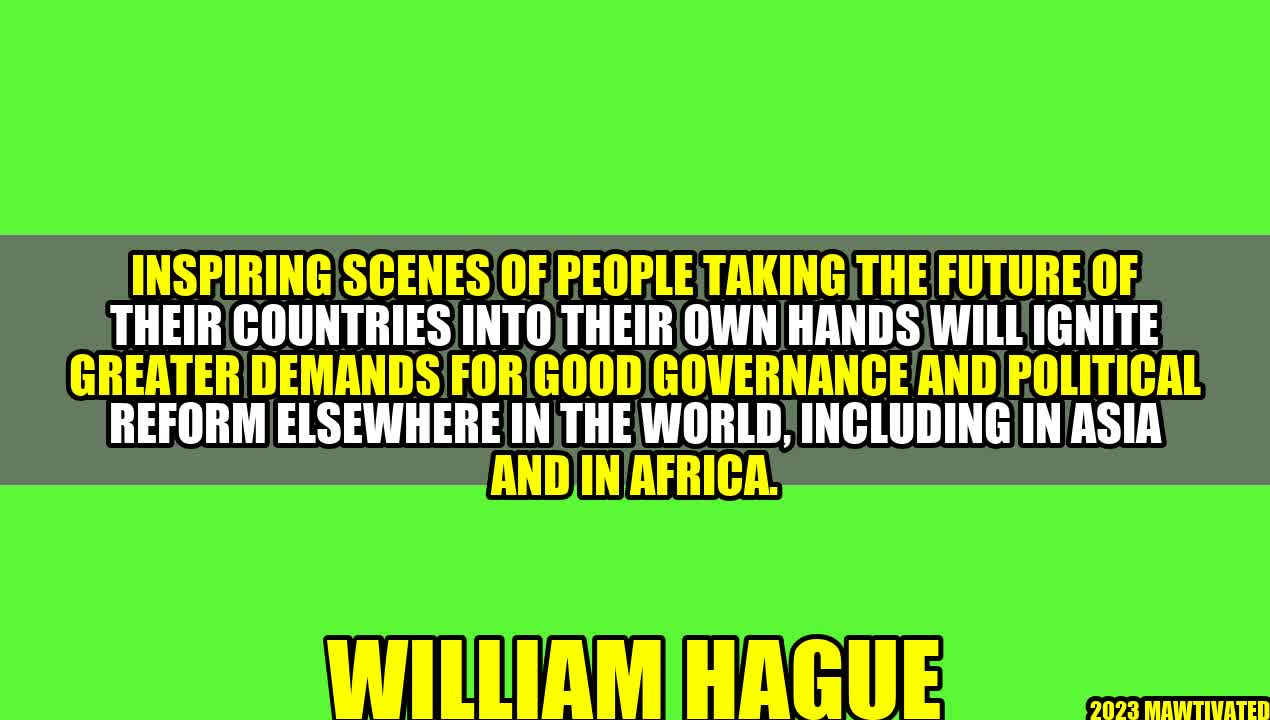 INSPIRING SCENES OF PEOPLE TAKING THE FUTURE OF
THEIR COUNTRIES INTO THEIR OWN HANDS WILL IGNITE
GREATER DEMANDS FOR GOOD GOVERNANCE AND POLITICAL
REFORM ELSEWHERE IN THE WORLD, INCLUDING IN ASIA
AND IN AFRICA.
WILLIAM HAGUE
2023 MAWTIVATED